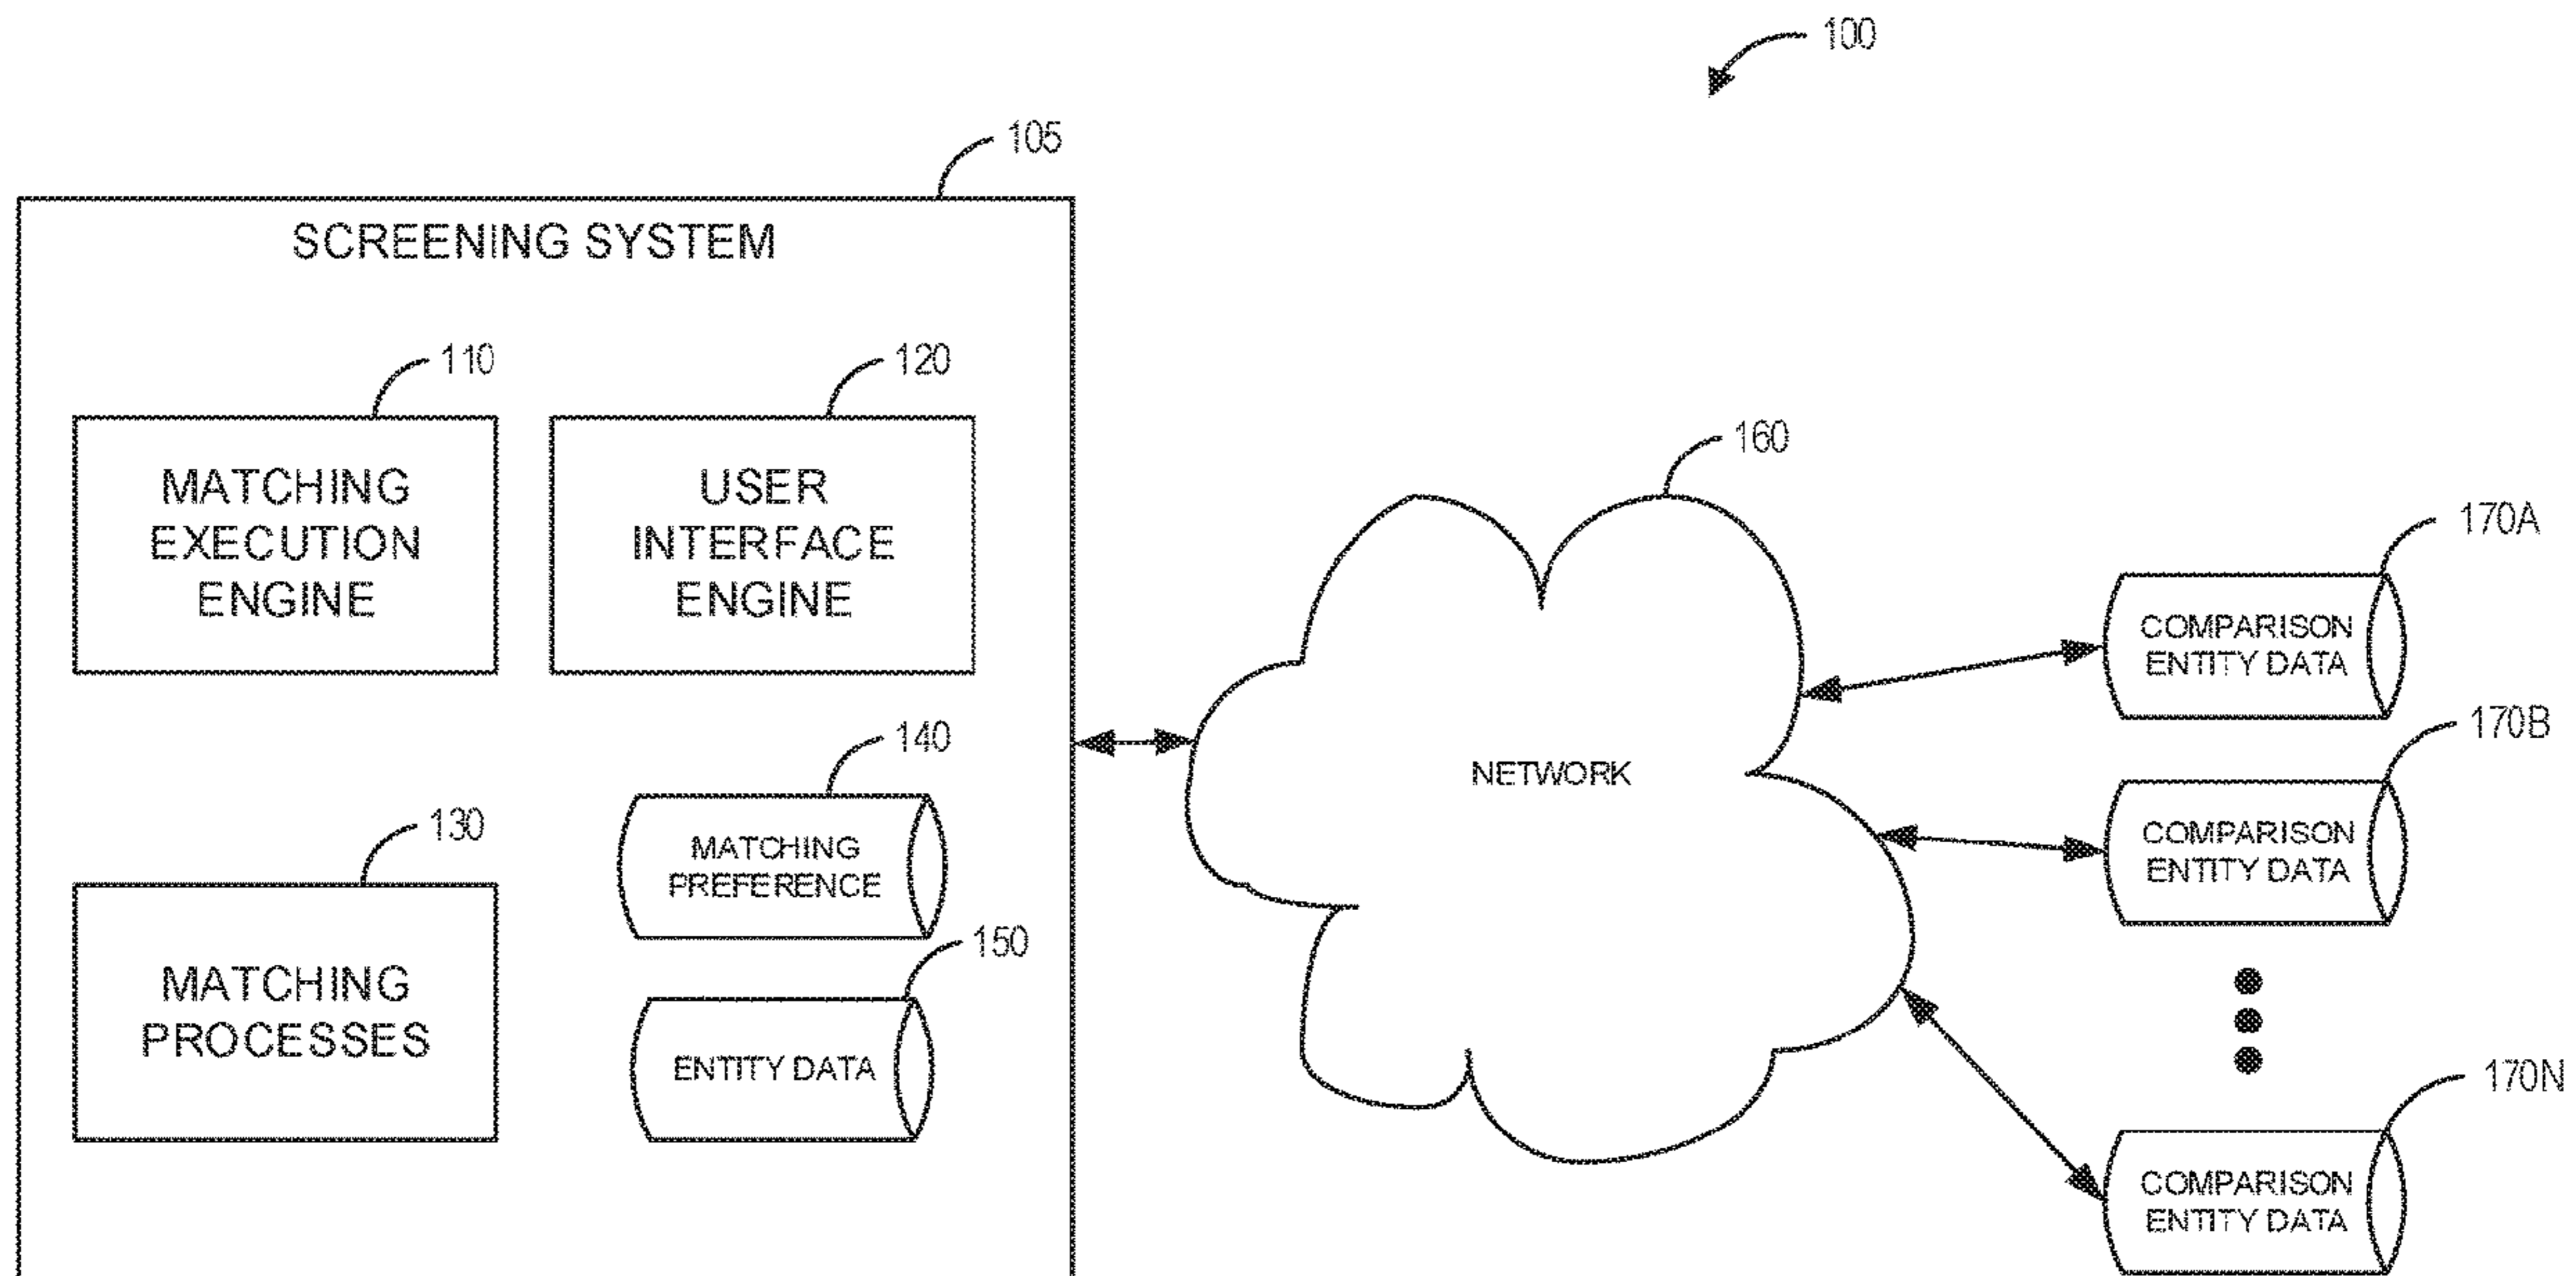 100
105
SCREENING SYSTEM
110
120
MATCHING
EXECUTION
ENGINE
USER
INTERFACE
ENGINE
130
MATCHING
PROCESSES
140
MATCHING
PREFERENCE
150
ENTITY DATA
160
NETWORK
170A
COMPARISON
ENTITY DATA
170B
COMPARISON
ENTITY DATA
170N
COMPARISON
ENTITY DATA